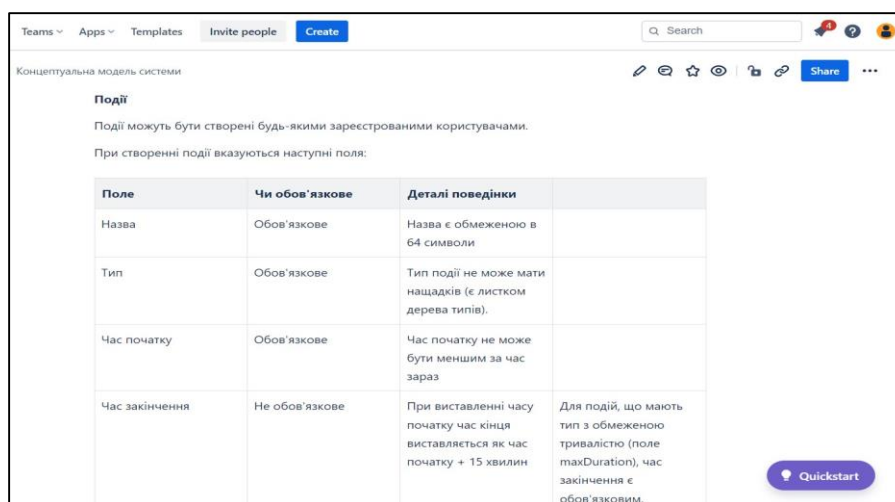 Teams Apps Templates Invite people Create Search 4
Концептуальна модель системи Share
Події
Події можуть бути створені будь-якими зареєстрованими користувачами.
При створенні події вказуються наступні поля:
Поле Чи обов'язкове Деталі поведінки
Назва Обов'язкове Назва є обмеженою в
64 символи
Тип Обов'язкове Тип події не може мати
нащадків (є листком
дерева типів).
Час початку Обов'язкове Час початку не може
бути меншим за час
зараз
Час закінчення Не обов'язкове При виставленні часу Для подій, що мають
початку час кінця тип з обмеженою
виставляється як час тривалістю (поле
початку + 15 хвилин maxDuration), час
закінчення є
обов'язковим.
Quickstart